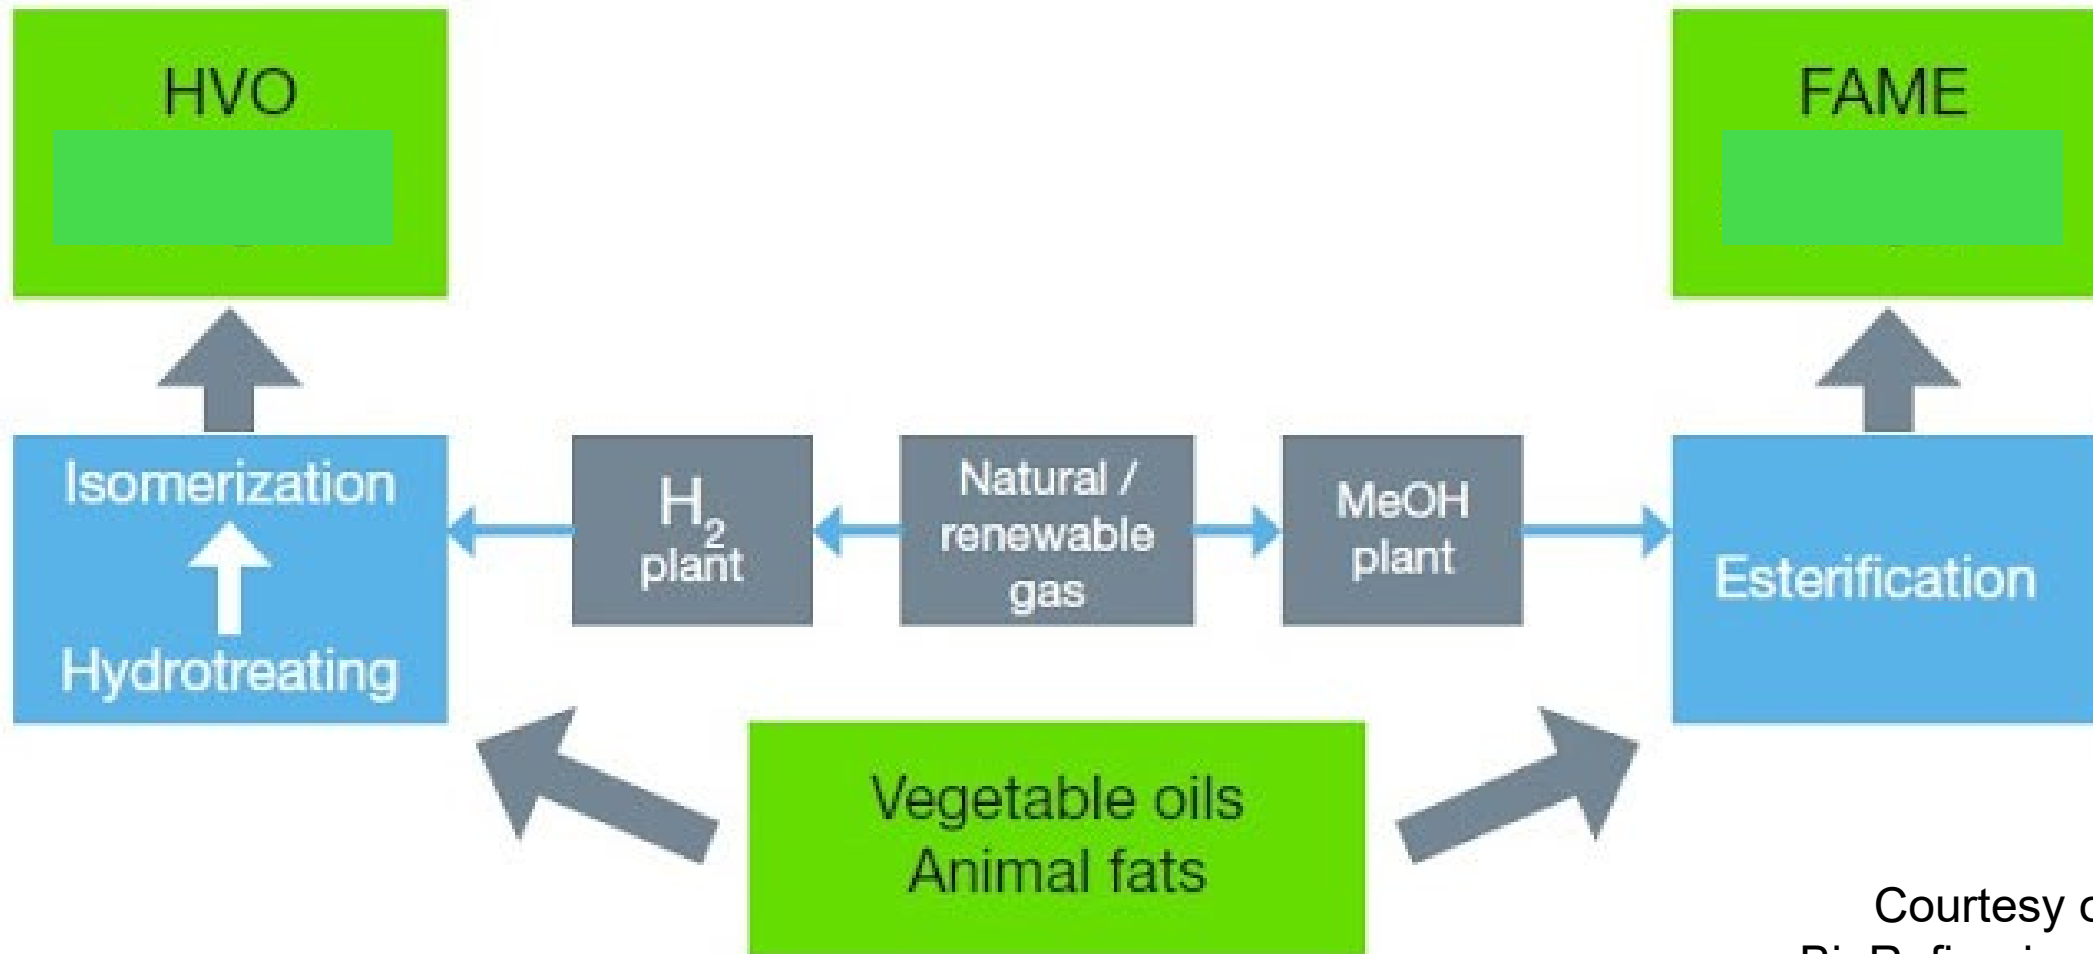 HVO
FAME
Isomerization
Hydrotreating
H₂
plant
Natural /
renewable
gas
MeOH
plant
Esterification
Vegetable oils
Animal fats
Courtesy